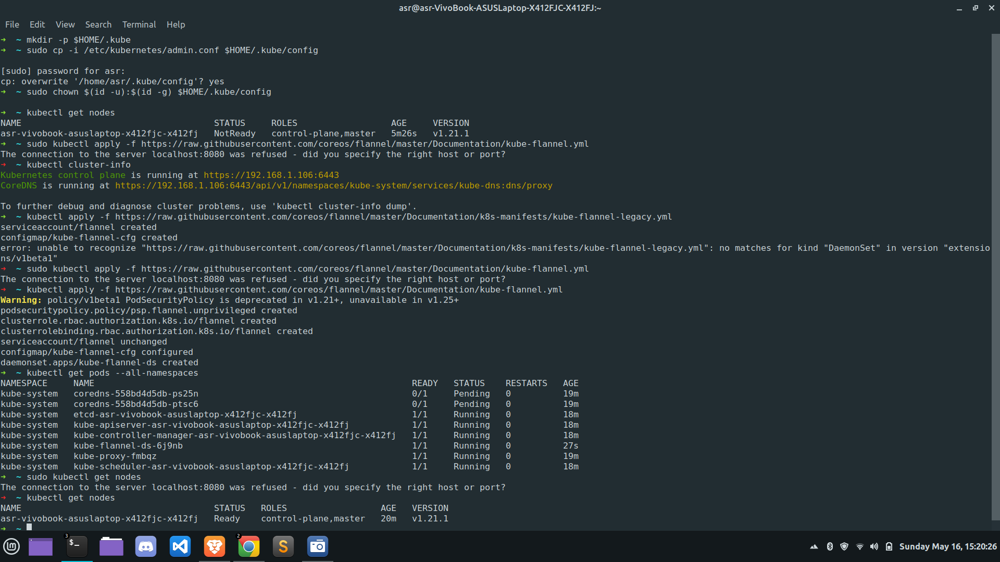 asr@asr-VivoBook-ASUSLaptop-X412FJC-X412FJ:~
File Edit View Search Terminal Help
➜ ~ mkdir -p $HOME/.kube
➜ ~ sudo cp -i /etc/kubernetes/admin.conf $HOME/.kube/config
[sudo] password for asr:
cp: overwrite '/home/asr/.kube/config'? yes
➜ ~ sudo chown $(id -u):$(id -g) $HOME/.kube/config
➜ ~ kubectl get nodes
NAME STATUS ROLES AGE VERSION
asr-vivobook-asuslaptop-x412fjc-x412fj NotReady control-plane,master 5m26s v1.21.1
➜ ~ sudo kubectl apply -f https://raw.githubusercontent.com/coreos/flannel/master/Documentation/kube-flannel.yml
The connection to the server localhost:8080 was refused - did you specify the right host or port?
➜ ~ kubectl cluster-info
Kubernetes control plane is running at https://192.168.1.106:6443
CoreDNS is running at https://192.168.1.106:6443/api/v1/namespaces/kube-system/services/kube-dns:dns/proxy
To further debug and diagnose cluster problems, use 'kubectl cluster-info dump'.
➜ ~ kubectl apply -f https://raw.githubusercontent.com/coreos/flannel/master/Documentation/k8s-manifests/kube-flannel-legacy.yml
serviceaccount/flannel created
configmap/kube-flannel-cfg created
error: unable to recognize "https://raw.githubusercontent.com/coreos/flannel/master/Documentation/k8s-manifests/kube-flannel-legacy.yml": no matches for kind "DaemonSet" in version "extensio
ns/v1beta1"
➜ ~ sudo kubectl apply -f https://raw.githubusercontent.com/coreos/flannel/master/Documentation/kube-flannel.yml
The connection to the server localhost:8080 was refused - did you specify the right host or port?
➜ ~ kubectl apply -f https://raw.githubusercontent.com/coreos/flannel/master/Documentation/kube-flannel.yml
Warning: policy/v1beta1 PodSecurityPolicy is deprecated in v1.21+, unavailable in v1.25+
podsecuritypolicy.policy/psp.flannel.unprivileged created
clusterrole.rbac.authorization.k8s.io/flannel created
clusterrolebinding.rbac.authorization.k8s.io/flannel created
serviceaccount/flannel unchanged
configmap/kube-flannel-cfg configured
daemonset.apps/kube-flannel-ds created
➜ ~ kubectl get pods --all-namespaces
NAMESPACE NAME READY STATUS RESTARTS AGE
kube-system coredns-558bd4d5db-ps25n 0/1 Pending 0 19m
kube-system coredns-558bd4d5db-ptsc6 0/1 Pending 0 19m
kube-system etcd-asr-vivobook-asuslaptop-x412fjc-x412fj 1/1 Running 0 18m
kube-system kube-apiserver-asr-vivobook-asuslaptop-x412fjc-x412fj 1/1 Running 0 18m
kube-system kube-controller-manager-asr-vivobook-asuslaptop-x412fjc-x412fj 1/1 Running 0 18m
kube-system kube-flannel-ds-6j9nb 1/1 Running 0 27s
kube-system kube-proxy-fmbqz 1/1 Running 0 19m
kube-system kube-scheduler-asr-vivobook-asuslaptop-x412fjc-x412fj 1/1 Running 0 18m
➜ ~ sudo kubectl get nodes
The connection to the server localhost:8080 was refused - did you specify the right host or port?
➜ ~ kubectl get nodes
NAME STATUS ROLES AGE VERSION
asr-vivobook-asuslaptop-x412fjc-x412fj Ready control-plane,master 20m v1.21.1
➜ ~
3 $_ 2 S Sunday May 16, 15:20:26